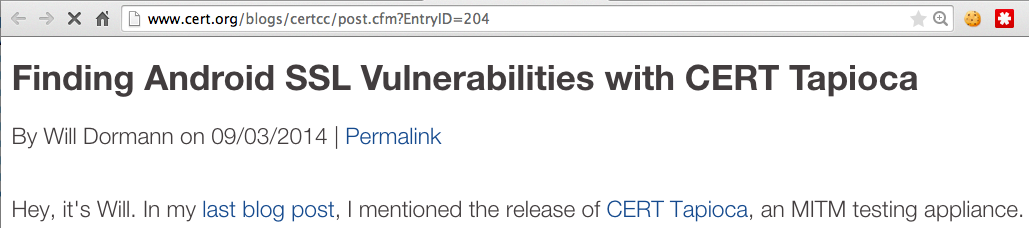 www.cert.org/blogs/certcc/post.cfm?EntryID=204
Finding Android SSL Vulnerabilities with CERT Tapioca
By Will Dormann on 09/03/2014 | Permalink
Hey, it's Will. In my last blog post, I mentioned the release of CERT Tapioca, an MITM testing appliance.